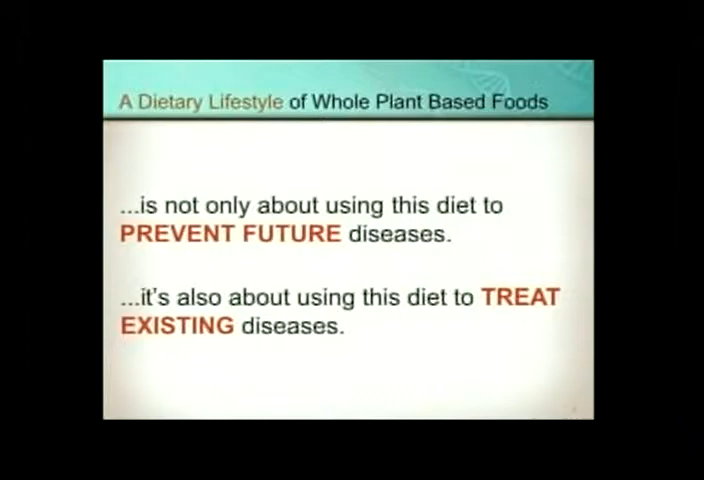 A Dietary Lifestyle of Whole Plant Based Foods
...is not only about using this diet to
PREVENT FUTURE diseases.
...it's also about using this diet to TREAT
EXISTING diseases.